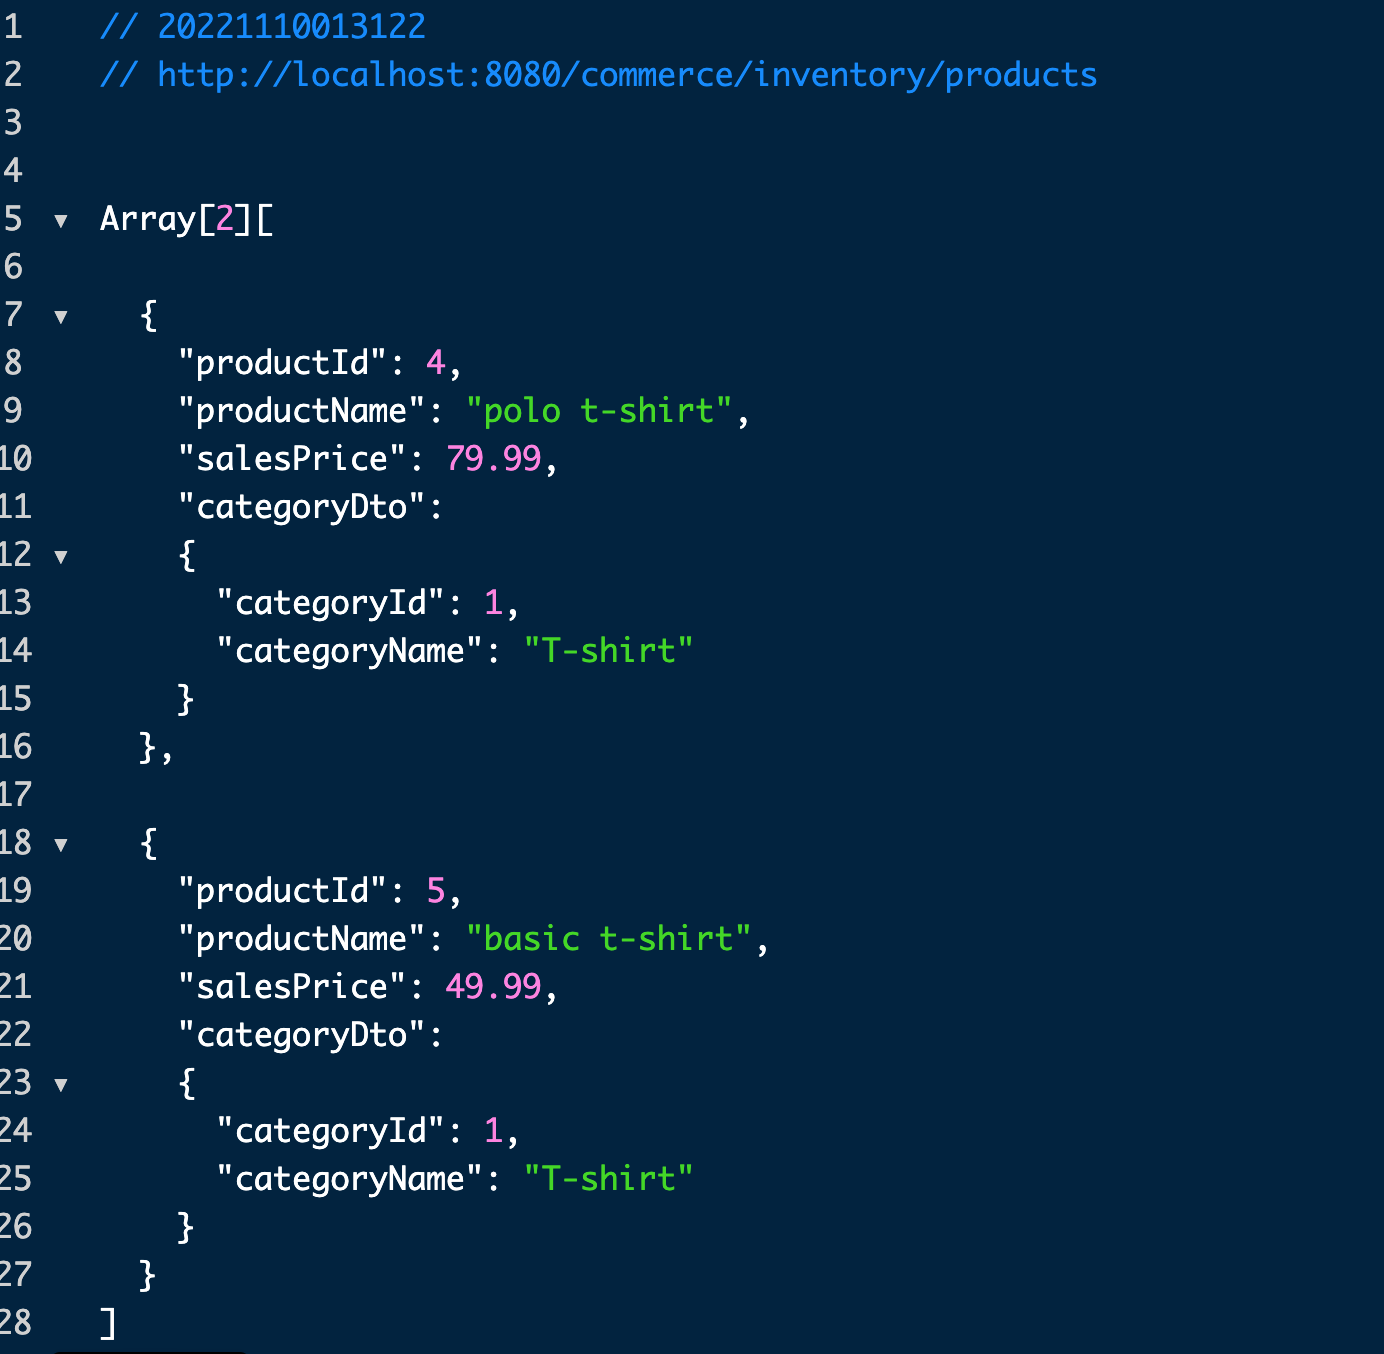 1 // 20221110013122
2 // http://localhost:8080/commerce/inventory/products
3
4
5 ▼ Array[2][
6
7 ▼ {
8 "productId": 4,
9 "productName": "polo t-shirt",
10 "salesPrice": 79.99,
11 "categoryDto":
12 ▼ {
13 "categoryId": 1,
14 "categoryName": "T-shirt"
15 }
16 },
17
18 ▼ {
19 "productId": 5,
20 "productName": "basic t-shirt",
21 "salesPrice": 49.99,
22 "categoryDto":
23 ▼ {
24 "categoryId": 1,
25 "categoryName": "T-shirt"
26 }
27 }
28 ]